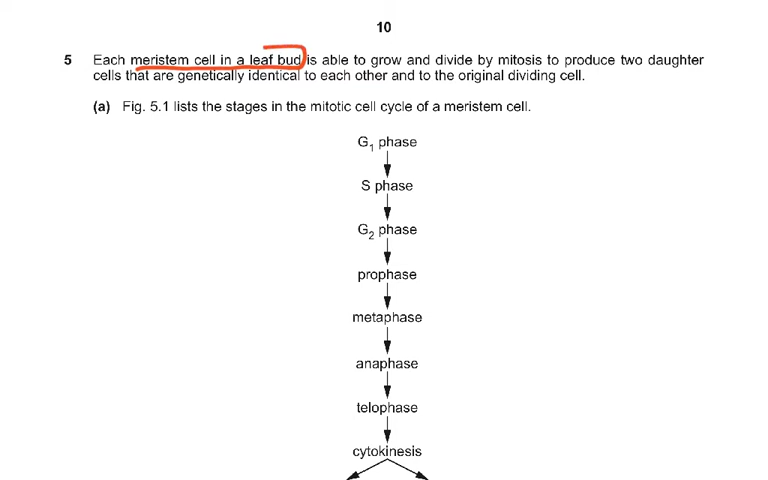 10
5 Each meristem cell in a leaf bud is able to grow and divide by mitosis to produce two daughter
cells that are genetically identical to each other and to the original dividing cell.
(a) Fig. 5.1 lists the stages in the mitotic cell cycle of a meristem cell.
G1 phase
S phase
G2 phase
prophase
metaphase
anaphase
telophase
cytokinesis